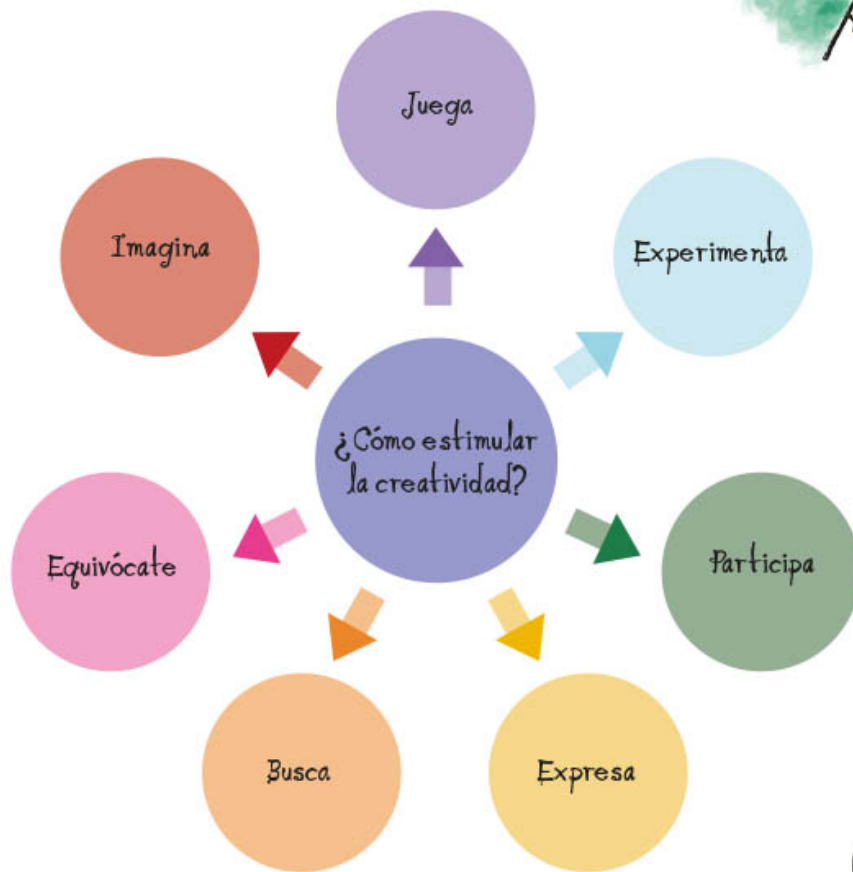 Juega
Imagina
Experimenta
¿Cómo estimular
la creatividad?
Equivócate
Participa
Busca
Expresa